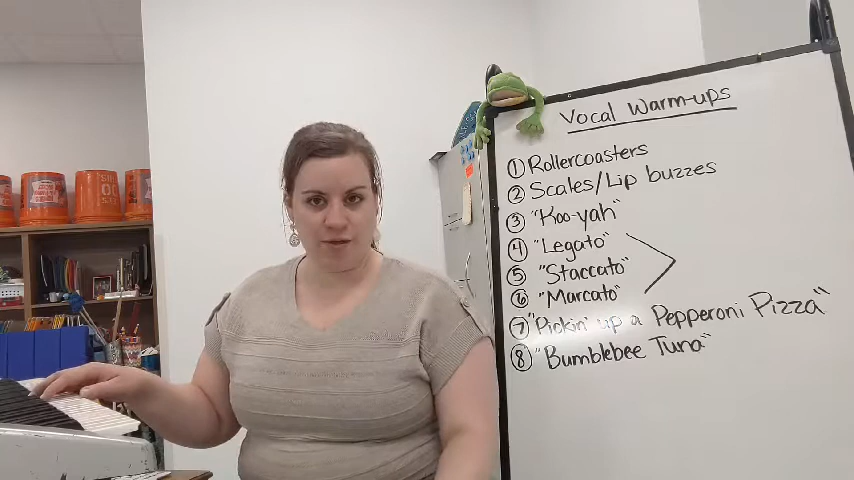 Vocal Warm-ups
① Rollercoasters
② Scales/Lip buzzes
③ "Koo-yah"
④ "Legato"
⑤ "Staccato"
⑥ "Marcato"
⑦ "Pickin' up a Pepperoni Pizza"
⑧ "Bumblebee Tuna"